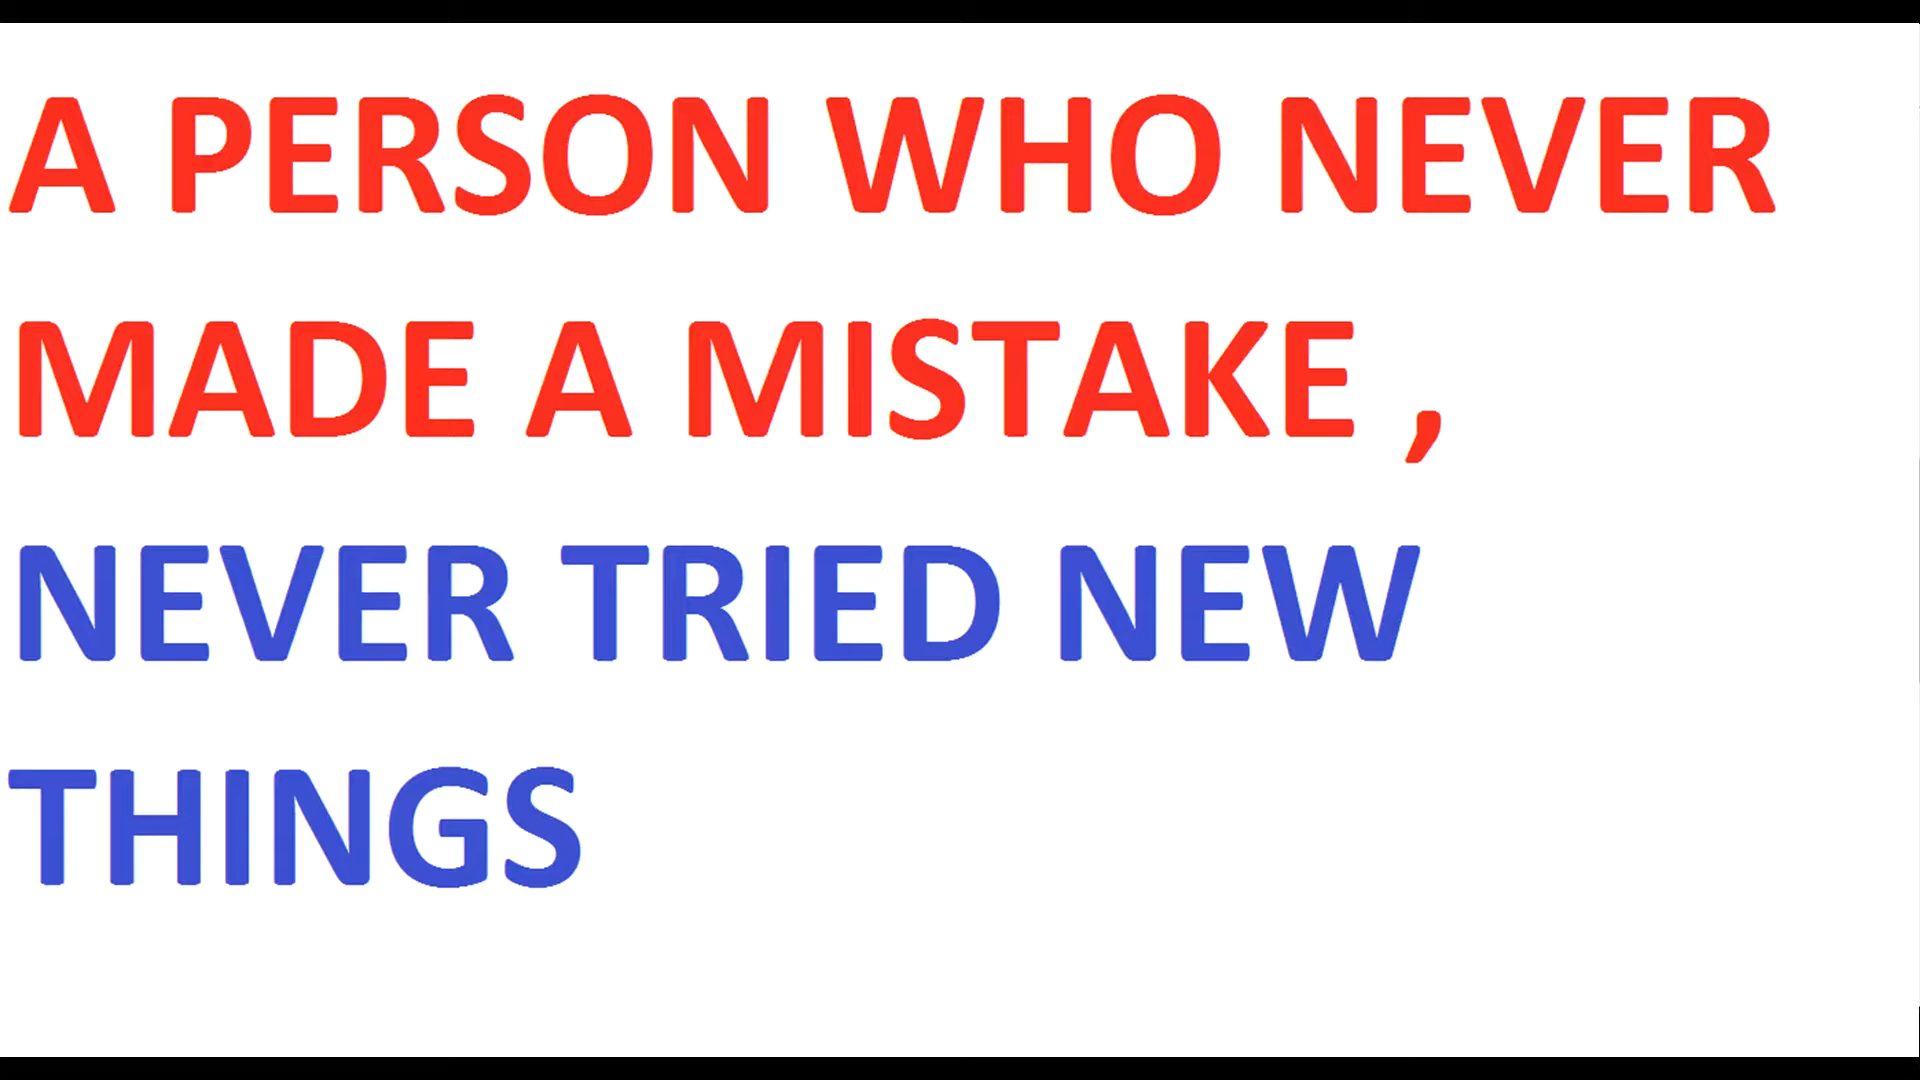 A PERSON WHO NEVER
MADE A MISTAKE ,
NEVER TRIED NEW
THINGS